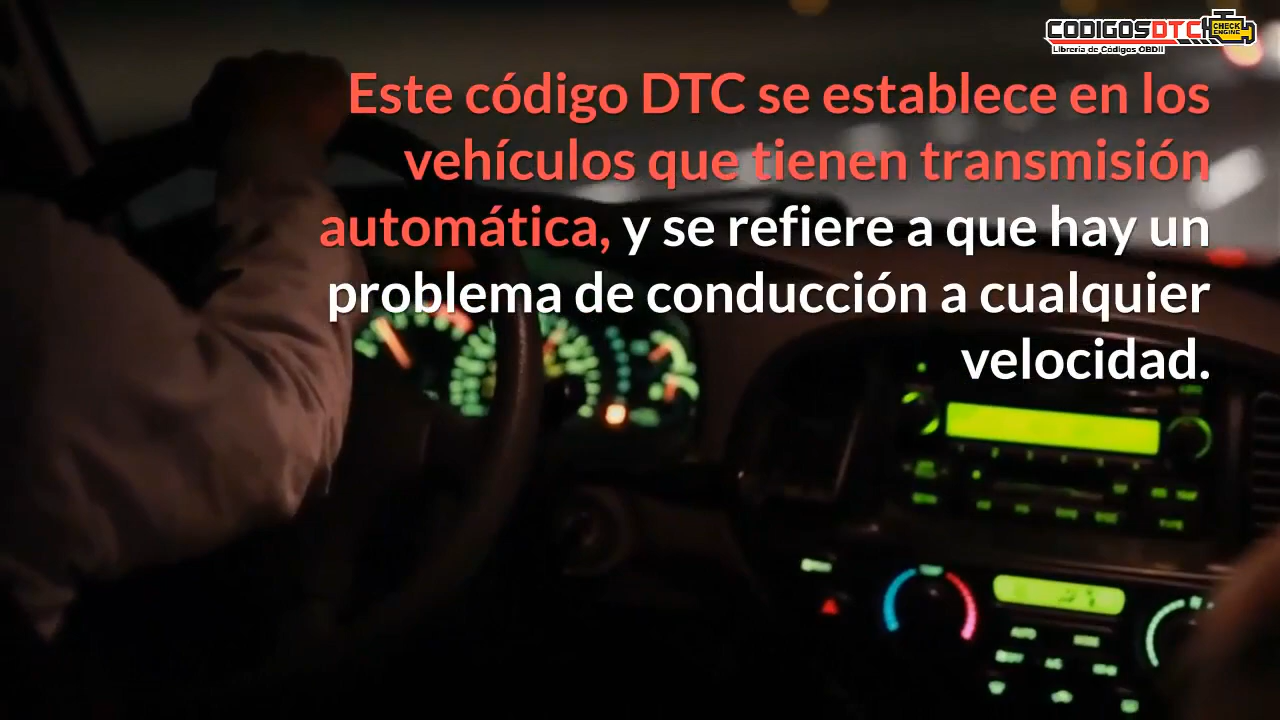 CODIGOSDTC
CHECK
ENGINE
Libreria de Códigos OBDII
Este código DTC se establece en los
vehículos que tienen transmisión
automática, y se refiere a que hay un
problema de conducción a cualquier
velocidad.
AUTO